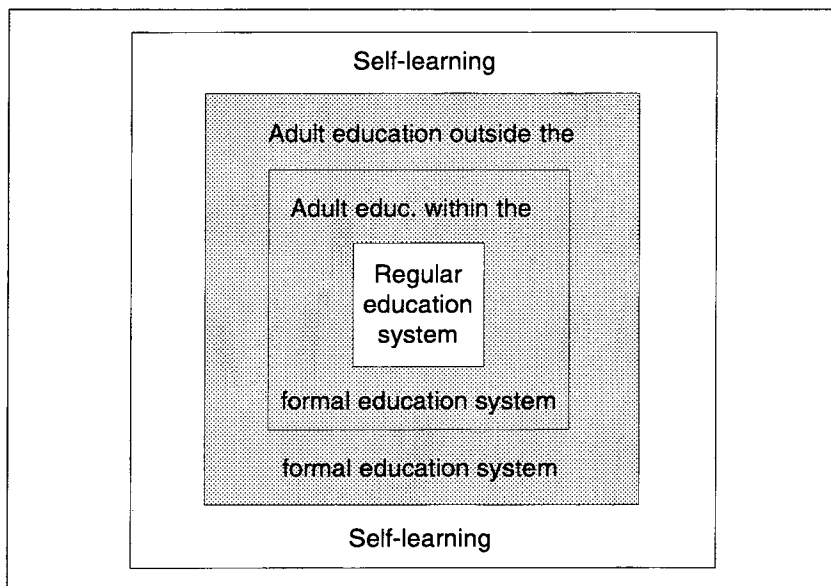 Self-learning
Adult education outside the
Adult educ. within the
Regular
education
system
formal education system
formal education system
Self-learning